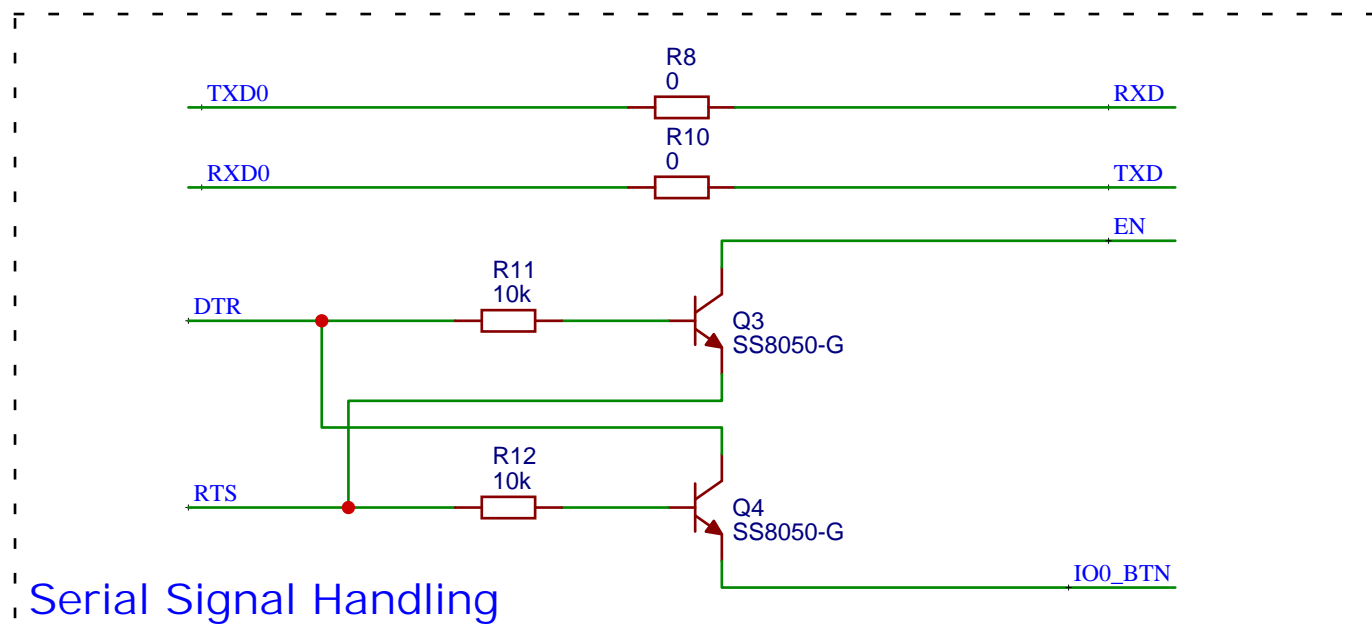 R8
0
TXD0
RXD
R10
0
RXD0
TXD
EN
R11
10k
DTR
Q3
SS8050-G
R12
10k
RTS
Q4
SS8050-G
IO0_BTN
Serial Signal Handling